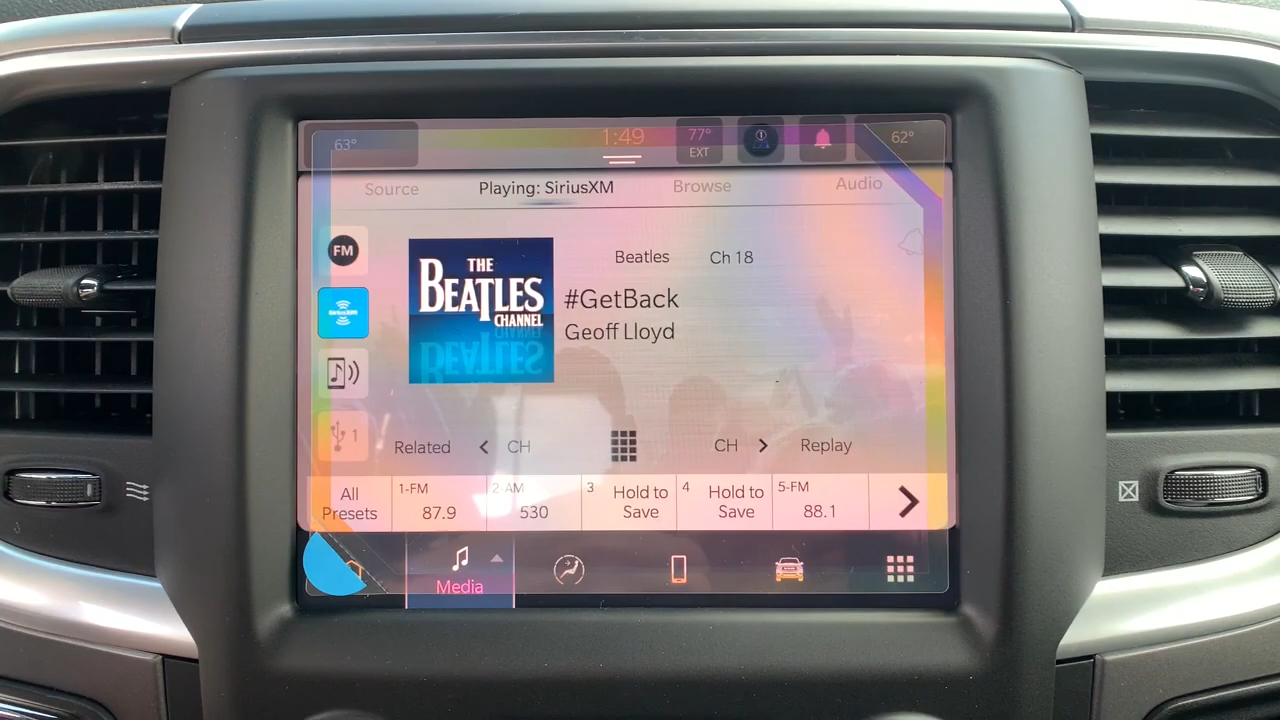 63° 1:49 77° EXT 62°
Source Playing: SiriusXM Browse Audio
FM
SiriusXM
1
THE
BEATLES
CHANNEL
Beatles Ch 18
#GetBack
Geoff Lloyd
Related CH CH Replay
All Presets
1-FM
87.9
2-AM
530
3
Hold to
Save
4
Hold to
Save
5-FM
88.1
Media